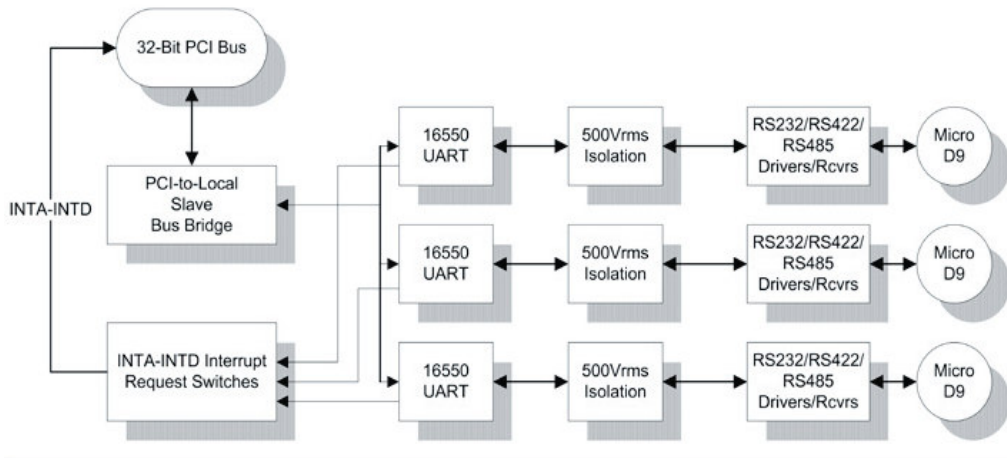 32-Bit PCI Bus
INTA-INTD
PCI-to-Local
Slave
Bus Bridge
INTA-INTD Interrupt
Request Switches
16550
UART
500Vrms
Isolation
RS232/RS422/
RS485
Drivers/Rcvrs
Micro
D9
16550
UART
500Vrms
Isolation
RS232/RS422/
RS485
Drivers/Rcvrs
Micro
D9
16550
UART
500Vrms
Isolation
RS232/RS422/
RS485
Drivers/Rcvrs
Micro
D9